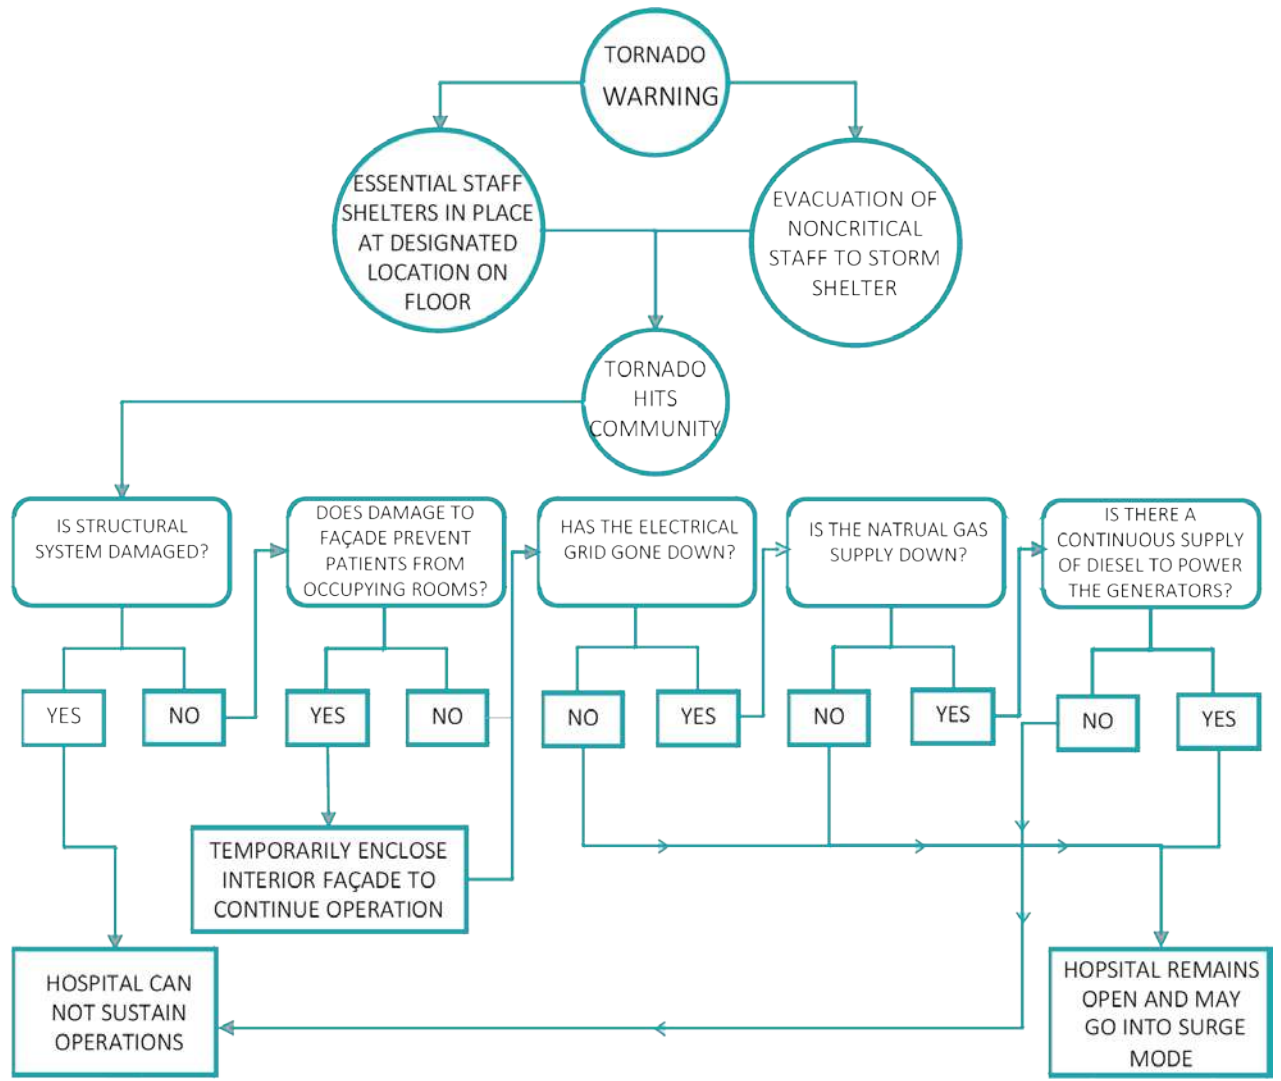 TORNADO
WARNING
ESSENTIAL STAFF
SHELTERS IN PLACE
AT DESIGNATED
LOCATION ON
FLOOR
EVACUATION OF
NONCRITICAL
STAFF TO STORM
SHELTER
TORNADO
HITS
COMMUNITY
IS STRUCTURAL
SYSTEM DAMAGED?
DOES DAMAGE TO
FAÇADE PREVENT
PATIENTS FROM
OCCUPYING ROOMS?
HAS THE ELECTRICAL
GRID GONE DOWN?
IS THE NATRUAL GAS
SUPPLY DOWN?
IS THERE A
CONTINUOUS SUPPLY
OF DIESEL TO POWER
THE GENERATORS?
YES
NO
YES
NO
NO
YES
NO
YES
NO
YES
TEMPORARILY ENCLOSE
INTERIOR FAÇADE TO
CONTINUE OPERATION
HOSPITAL CAN
NOT SUSTAIN
OPERATIONS
HOPSITAL REMAINS
OPEN AND MAY
GO INTO SURGE
MODE